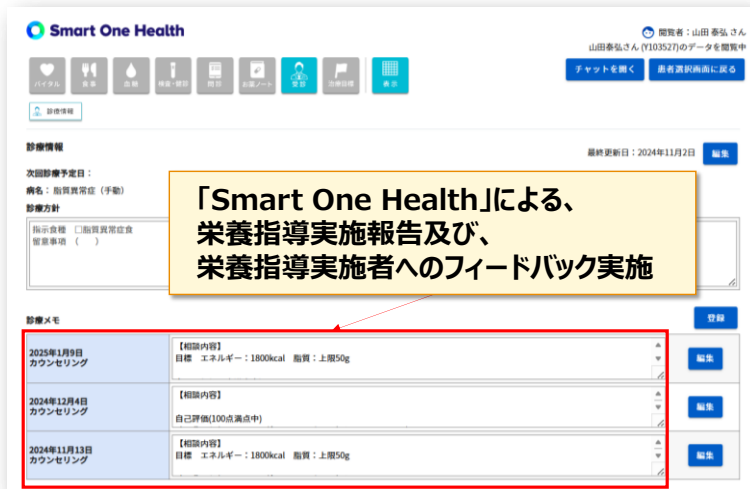 Smart One Health
閲覧者：山田 泰弘 さん
山田泰弘さん (Y103527)のデータを閲覧中
チャットを開く 患者選択画面に戻る
バイタル 食事 血糖 検査・健診 問診 お薬ノート 受診 治療目標 表示
診療情報
診療情報
最終更新日：2024年11月2日 編集
次回診療予定日：
病名： 脂質異常症（手動）
診療方針
指示食種 □脂質異常症食
留意事項 （　　）
「Smart One Health」による、
栄養指導実施報告及び、
栄養指導実施者へのフィードバック実施
診療メモ
登録
2025年1月9日
カウンセリング
【相談内容】
目標 エネルギー：1800kcal 脂質：上限50g
編集
2024年12月4日
カウンセリング
【相談内容】
自己評価(100点満点中)
編集
2024年11月13日
カウンセリング
【相談内容】
目標 エネルギー：1800kcal 脂質：上限50g
編集